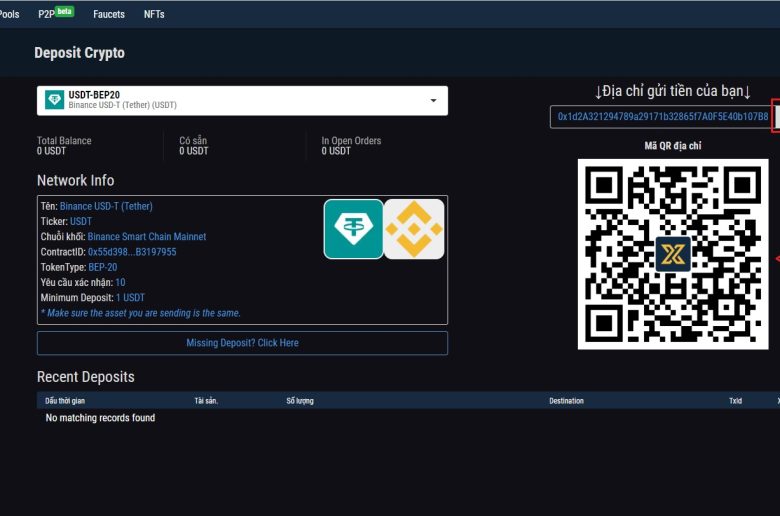 Pools P2P beta Faucets NFTs
Deposit Crypto
USDT-BEP20
Binance USD-T (Tether) (USDT)
Total Balance
0 USDT
Có sẵn
0 USDT
In Open Orders
0 USDT
Network Info
Tên: Binance USD-T (Tether)
Ticker: USDT
Chuỗi khối: Binance Smart Chain Mainnet
ContractID: 0x55d398...B3197955
TokenType: BEP-20
Yêu cầu xác nhận: 10
Minimum Deposit: 1 USDT
* Make sure the asset you are sending is the same.
Missing Deposit? Click Here
↓Địa chỉ gửi tiền của bạn↓
0x1d2A321294789a29171b32865f7A0F5E40b107B8
Mã QR địa chỉ
Recent Deposits
Dấu thời gian Tài sản. Số lượng Destination TxId
No matching records found